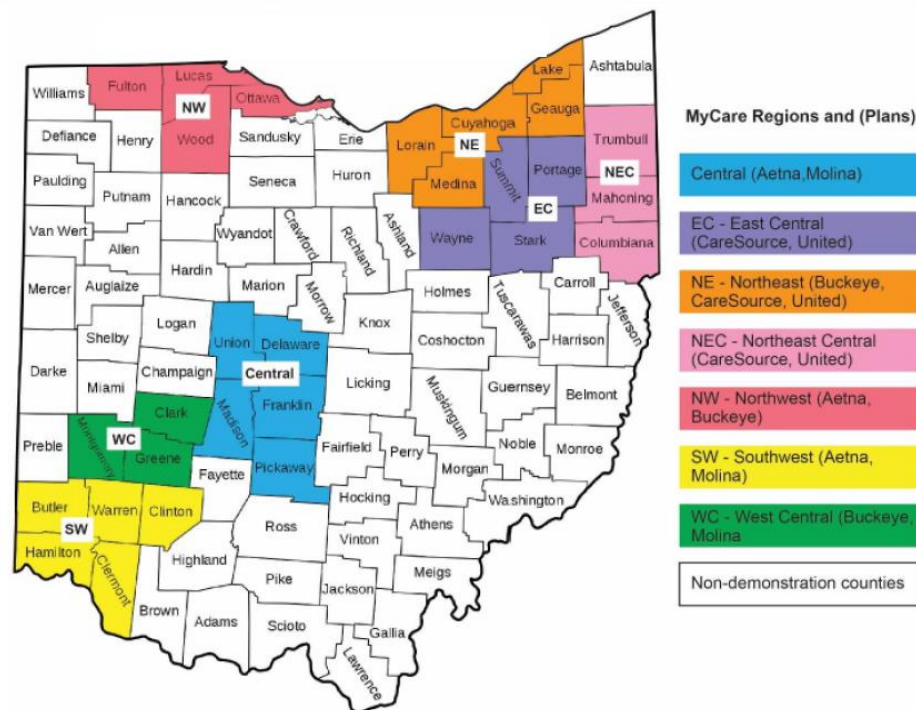 Ashtabula
Lake
Lucas
Fulton
Williams
Ottawa
Geauga
NW
Cuyahoga
Trumbull
Defiance
Henry
Wood
Sandusky
Erie
Lorain
NE
Summit
Portage
NEC
Huron
Medina
Mahoning
Paulding
Seneca
EC
Putnam
Hancock
Ashland
Van Wert
Wyandot
Crawford
Richland
Wayne
Stark
Columbiana
Allen
Hardin
Carroll
Mercer
Auglaize
Marion
Morrow
Holmes
Tuscarawas
Jefferson
Logan
Knox
Shelby
Union
Delaware
Coshocton
Harrison
Champaign
Central
Darke
Miami
Licking
Guernsey
Belmont
Clark
Madison
Franklin
Muskingum
Preble
Montgomery
WC
Noble
Monroe
Greene
Fairfield
Perry
Fayette
Pickaway
Morgan
Hocking
Washington
Butler
Warren
Clinton
Ross
Athens
SW
Vinton
Hamilton
Clermont
Highland
Meigs
Pike
Jackson
Brown
Adams
Scioto
Gallia
Lawrence
MyCare Regions and (Plans)
Central (Aetna,Molina)
EC - East Central
(CareSource, United)
NE - Northeast (Buckeye,
CareSource, United)
NEC - Northeast Central
(CareSource, United)
NW - Northwest (Aetna,
Buckeye)
SW - Southwest (Aetna,
Molina)
WC - West Central (Buckeye,
Molina
Non-demonstration counties